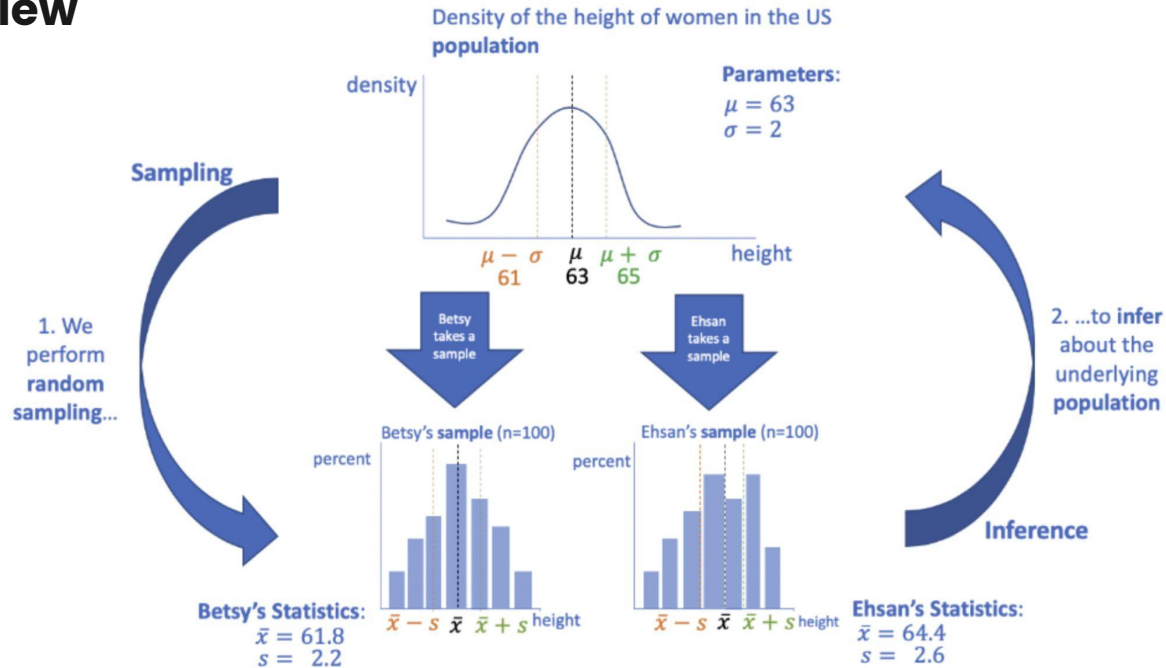 iew
Density of the height of women in the US
population
density
Parameters:
μ = 63
σ = 2
Sampling
μ − σ μ μ + σ
61 63 65
height
1. We
perform
random
sampling...
Betsy
takes a
sample
Ehsan
takes a
sample
2. ...to infer
about the
underlying
population
Betsy's sample (n=100)
percent
Ehsan's sample (n=100)
percent
Inference
x̄ − s x̄ x̄ + s height
x̄ − s x̄ x̄ + s height
Betsy's Statistics:
x̄ = 61.8
s = 2.2
Ehsan's Statistics:
x̄ = 64.4
s = 2.6